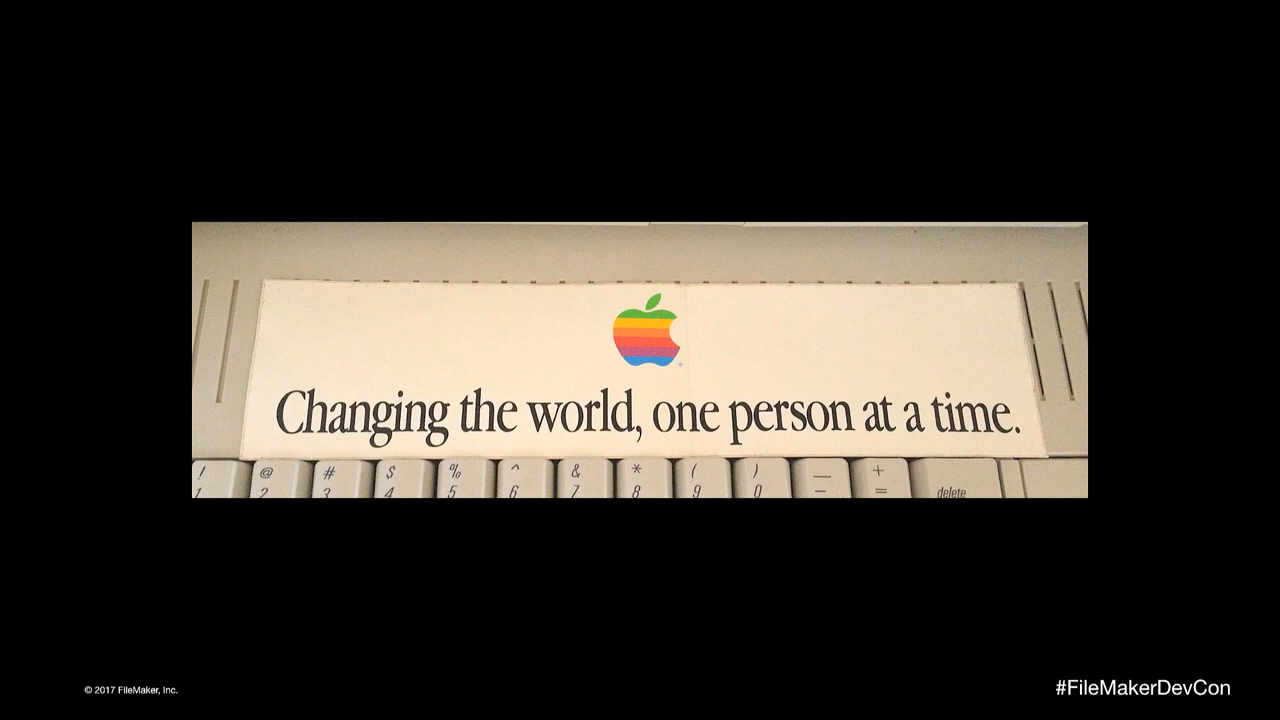 Changing the world, one person at a time.
! @ # $ % ^ & * ( ) — +
1 2 3 4 5 6 7 8 9 0 – = delete
© 2017 FileMaker, Inc.
#FileMakerDevCon